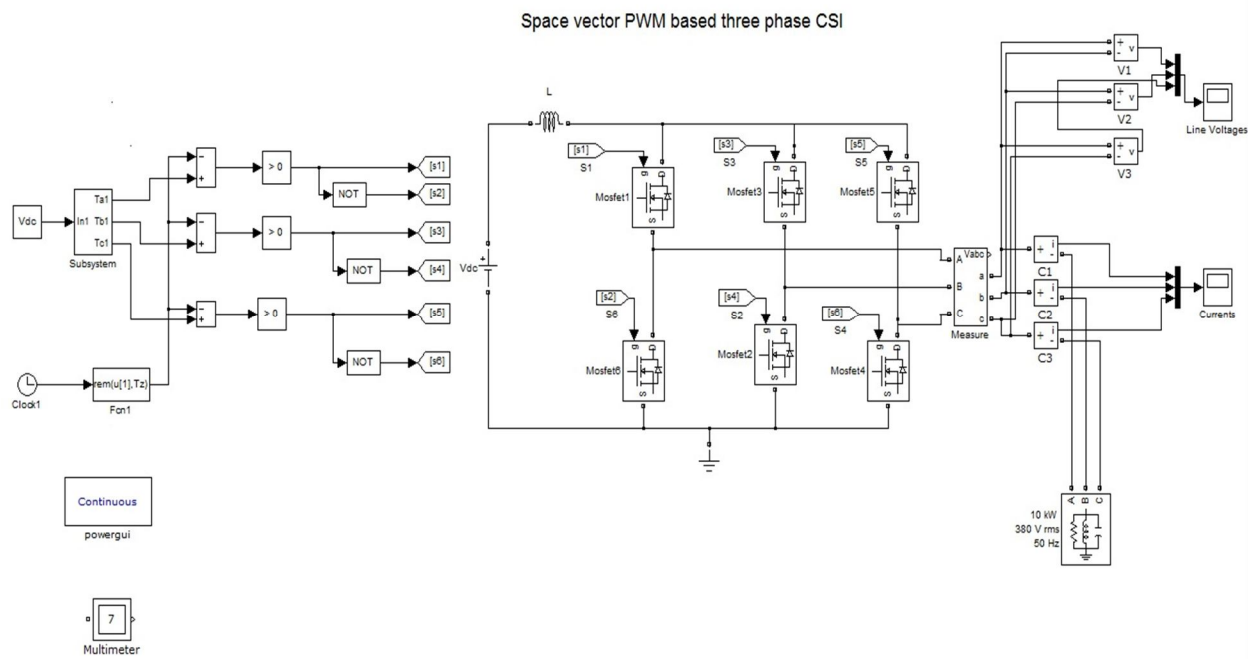 Space vector PWM based three phase CSI
Vdc
In1
Ta1
Tb1
Tc1
Subsystem
Clock1
rem(u[1],Tz)
Fcn1
> 0
NOT
[s1]
[s2]
> 0
NOT
[s3]
[s4]
> 0
NOT
[s5]
[s6]
Continuous
powergui
7
Multimeter
L
Vdc
+
[s1]
S1
g
D
S
Mosfet1
[s3]
S3
g
D
S
Mosfet3
[s5]
S5
g
D
S
Mosfet5
[s2]
S6
g
D
S
Mosfet6
[s4]
S2
g
D
S
Mosfet2
[s6]
S4
g
D
S
Mosfet4
Vabc
A
a
B
b
C
c
Measure
+
-
v
V1
+
-
v
V2
+
-
v
V3
Line Voltages
+
i
-
C1
+
i
-
C2
+
i
-
C3
Currents
A B C
10 kW
380 V rms
50 Hz